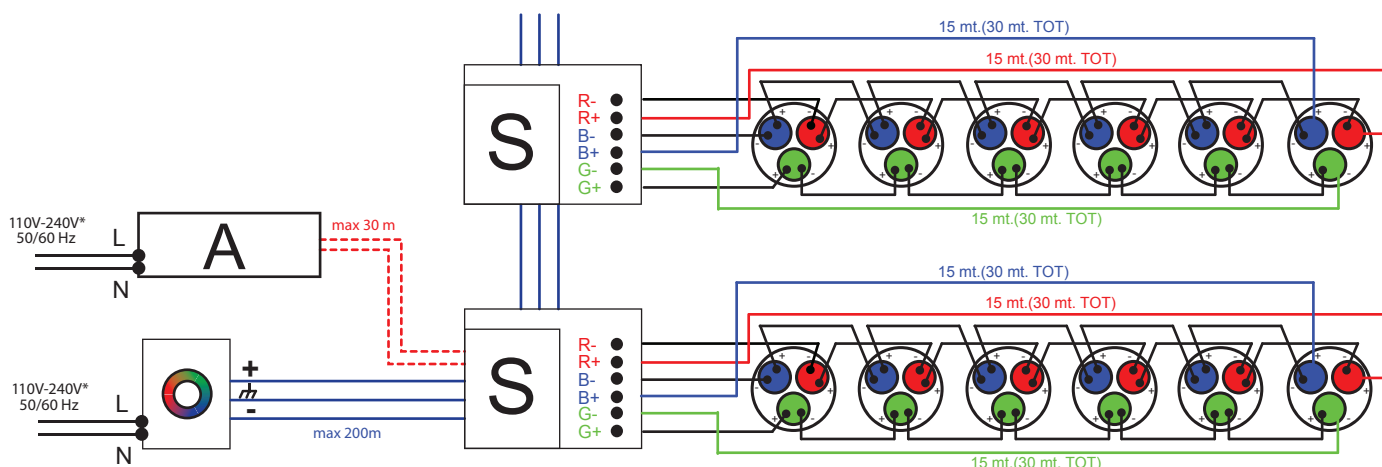 15 mt.(30 mt. TOT)
15 mt.(30 mt. TOT)
S
R-
R+
B-
B+
G-
G+
+ - + - + - + - + - + -
- + - + - + - + - + - +
+ - + - + - + - + - + -
15 mt.(30 mt. TOT)
110V-240V*
50/60 Hz
L
N
A
max 30 m
15 mt.(30 mt. TOT)
15 mt.(30 mt. TOT)
S
R-
R+
B-
B+
G-
G+
+ - + - + - + - + - + -
- + - + - + - + - + - +
+ - + - + - + - + - + -
15 mt.(30 mt. TOT)
110V-240V*
50/60 Hz
L
N
+
-
max 200m